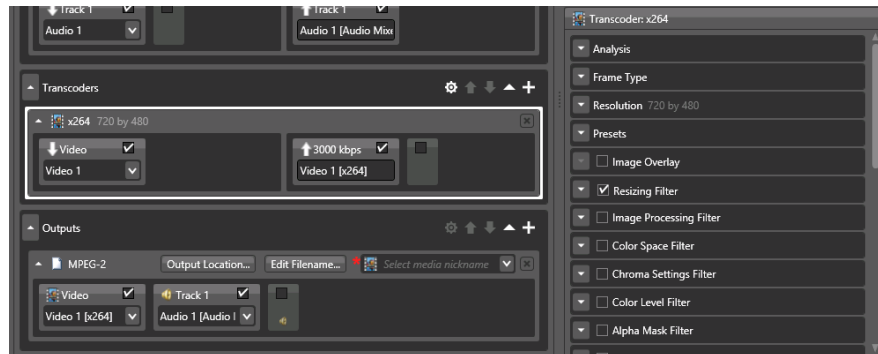 Track 1
Track 1
Audio 1
Audio 1 [Audio Mixe
Transcoders
x264 720 by 480
Video
3000 kbps
Video 1
Video 1 [x264]
Outputs
MPEG-2
Output Location...
Edit Filename...
* Select media nickname
Video
Track 1
Video 1 [x264]
Audio 1 [Audio I
Transcoder: x264
Analysis
Frame Type
Resolution 720 by 480
Presets
Image Overlay
Resizing Filter
Image Processing Filter
Color Space Filter
Chroma Settings Filter
Color Level Filter
Alpha Mask Filter